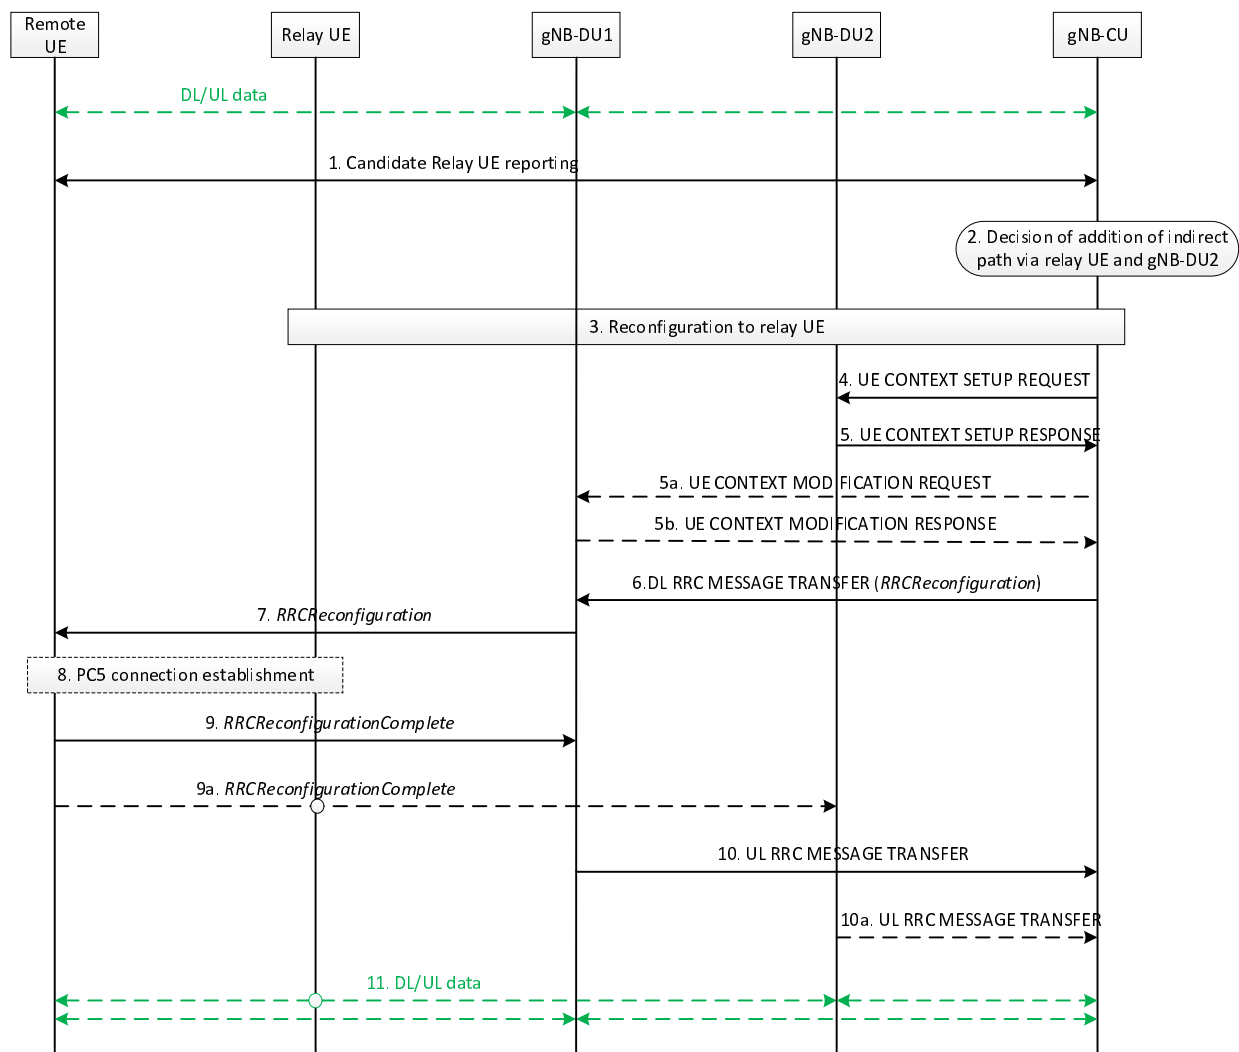 Remote
UE
Relay UE
gNB-DU1
gNB-DU2
gNB-CU
DL/UL data
1. Candidate Relay UE reporting
2. Decision of addition of indirect
path via relay UE and gNB-DU2
3. Reconfiguration to relay UE
4. UE CONTEXT SETUP REQUEST
5. UE CONTEXT SETUP RESPONSE
5a. UE CONTEXT MODIFICATION REQUEST
5b. UE CONTEXT MODIFICATION RESPONSE
6.DL RRC MESSAGE TRANSFER (RRCReconfiguration)
7. RRCReconfiguration
8. PC5 connection establishment
9. RRCReconfigurationComplete
9a. RRCReconfigurationComplete
10. UL RRC MESSAGE TRANSFER
10a. UL RRC MESSAGE TRANSFER
11. DL/UL data